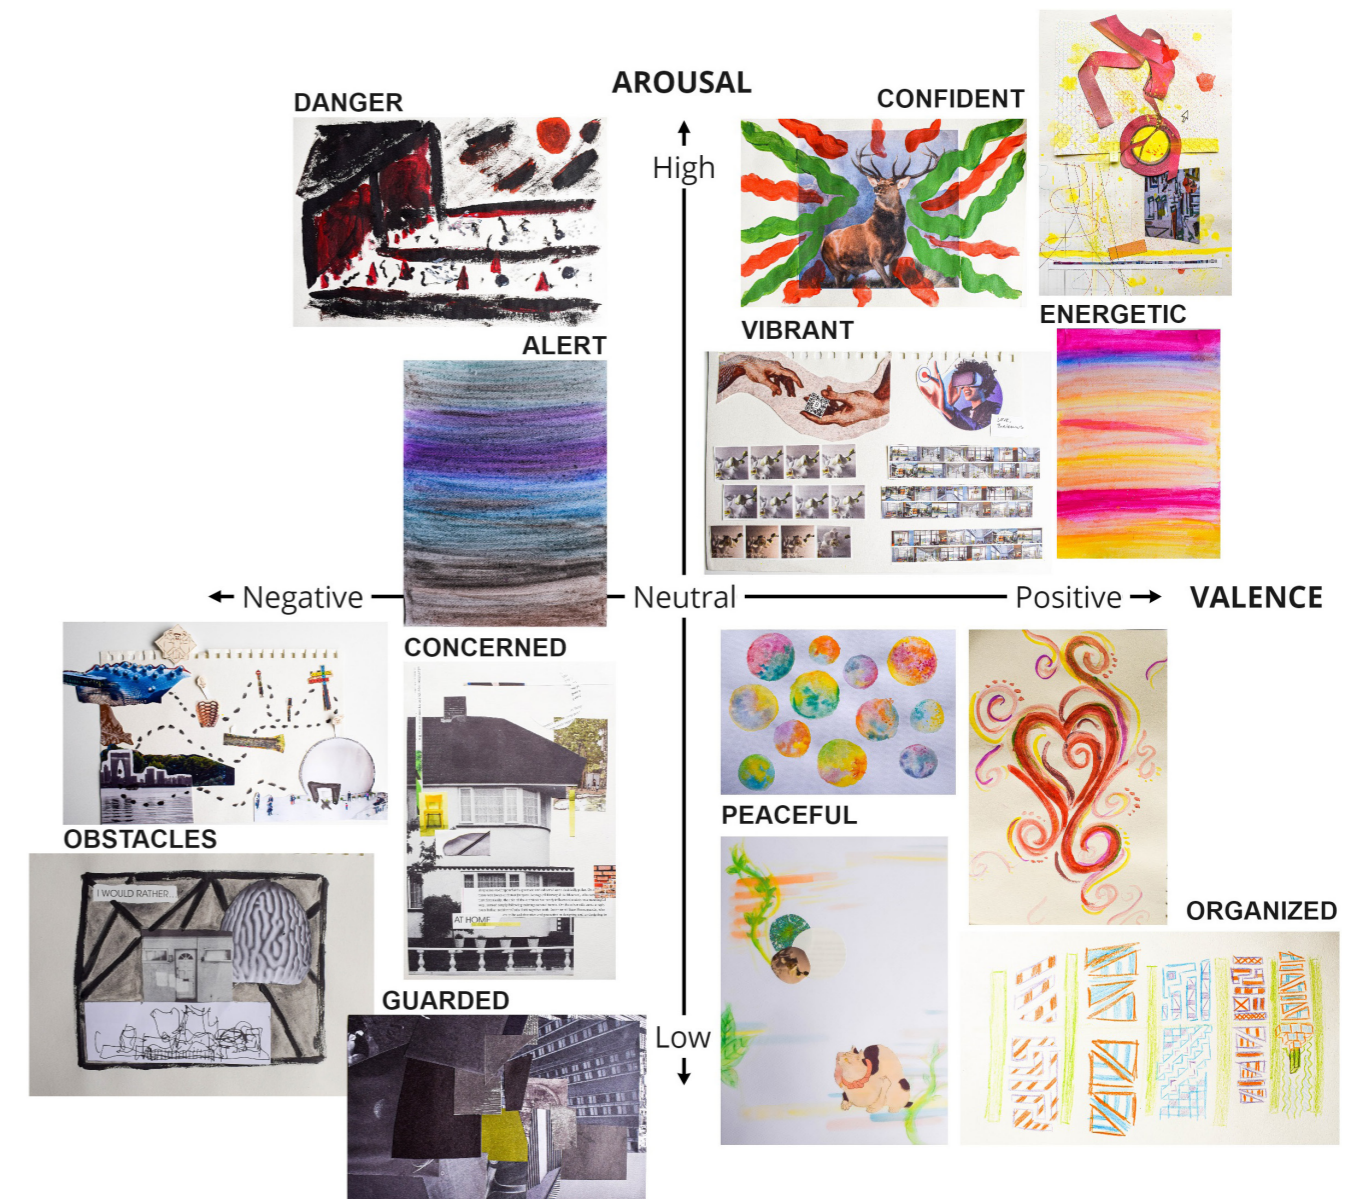 AROUSAL
DANGER
CONFIDENT
High
ENERGETIC
VIBRANT
ALERT
Negative
Neutral
Positive
VALENCE
CONCERNED
PEACEFUL
OBSTACLES
I WOULD RATHER...
AT HOME
ORGANIZED
GUARDED
Low